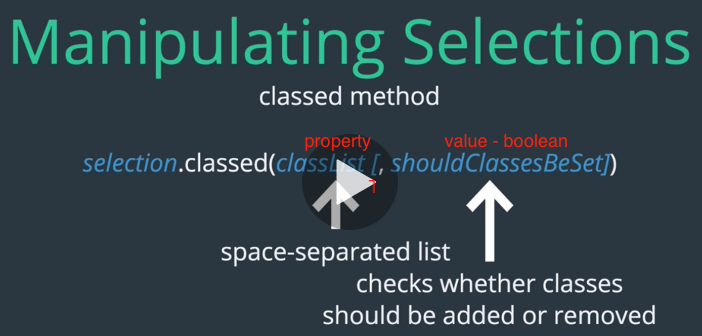 Manipulating Selections
classed method
property value - boolean
selection.classed(classList [, shouldClassesBeSet])
space-separated list
checks whether classes
should be added or removed